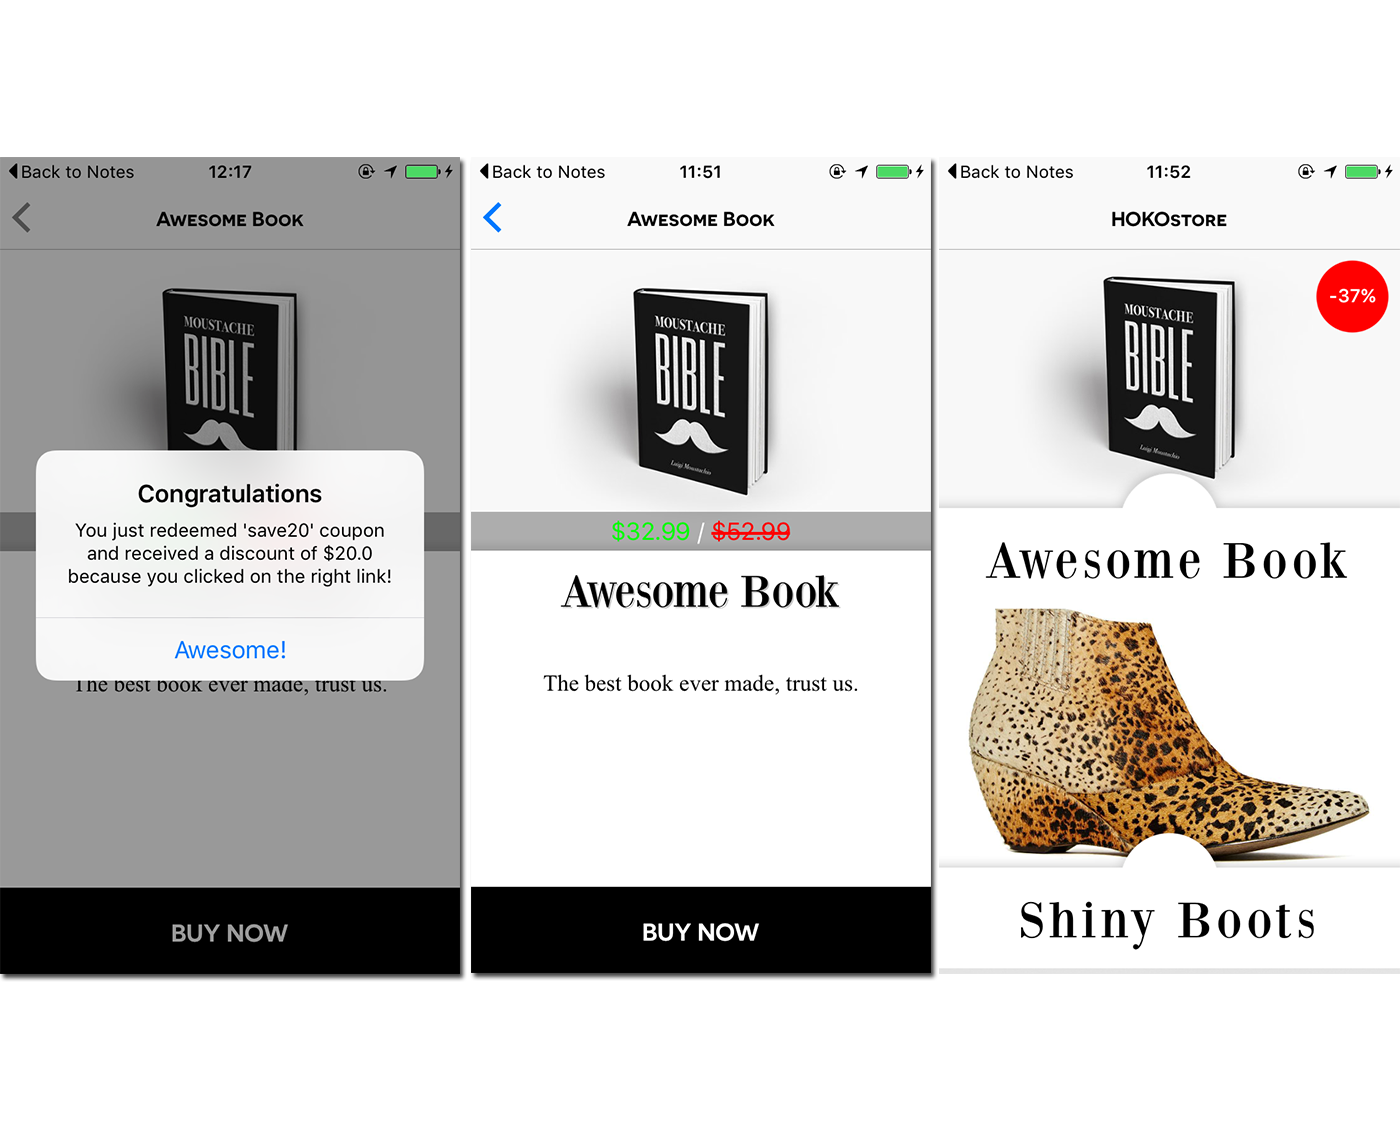 Back to Notes
12:17
Awesome Book
MOUSTACHE
BIBLE
Congratulations
You just redeemed 'save20' coupon
and received a discount of $20.0
because you clicked on the right link!
Awesome!
The best book ever made, trust us.
BUY NOW
Back to Notes
11:51
Awesome Book
MOUSTACHE
BIBLE
Luigi Moustachio
$32.99 / $52.99
Awesome Book
The best book ever made, trust us.
BUY NOW
Back to Notes
11:52
HOKOstore
-37%
MOUSTACHE
BIBLE
Luigi Moustachio
Awesome Book
Shiny Boots